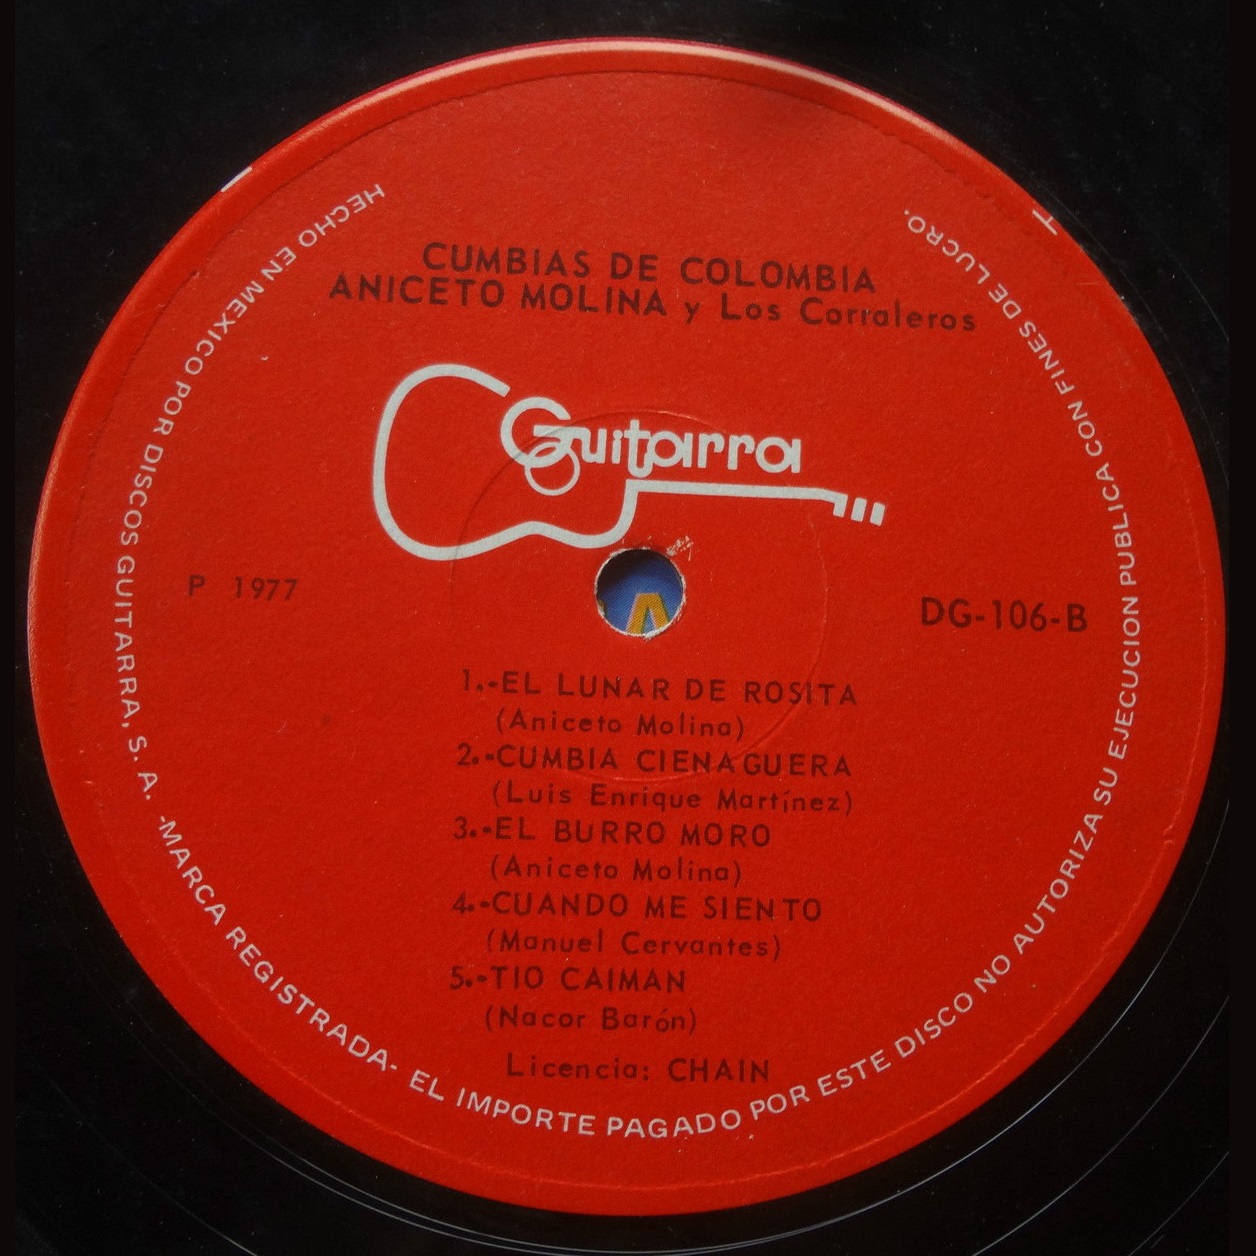 CUMBIAS DE COLOMBIA
ANICETO MOLINA y Los Corraleros
Guitarra
P 1977
DG-106-B
1.-EL LUNAR DE ROSITA
(Aniceto Molina)
2.-CUMBIA CIENAGUERA
(Luis Enrique Martínez)
3.-EL BURRO MORO
(Aniceto Molina)
4.-CUANDO ME SIENTO
(Manuel Cervantes)
5.-TIO CAIMAN
(Nacor Barón)
Licencia: CHAIN
HECHO EN MEXICO POR DISCOS GUITARRA, S. A. -MARCA REGISTRADA- EL IMPORTE PAGADO POR ESTE DISCO NO AUTORIZA SU EJECUCION PUBLICA CON FINES DE LUCRO.